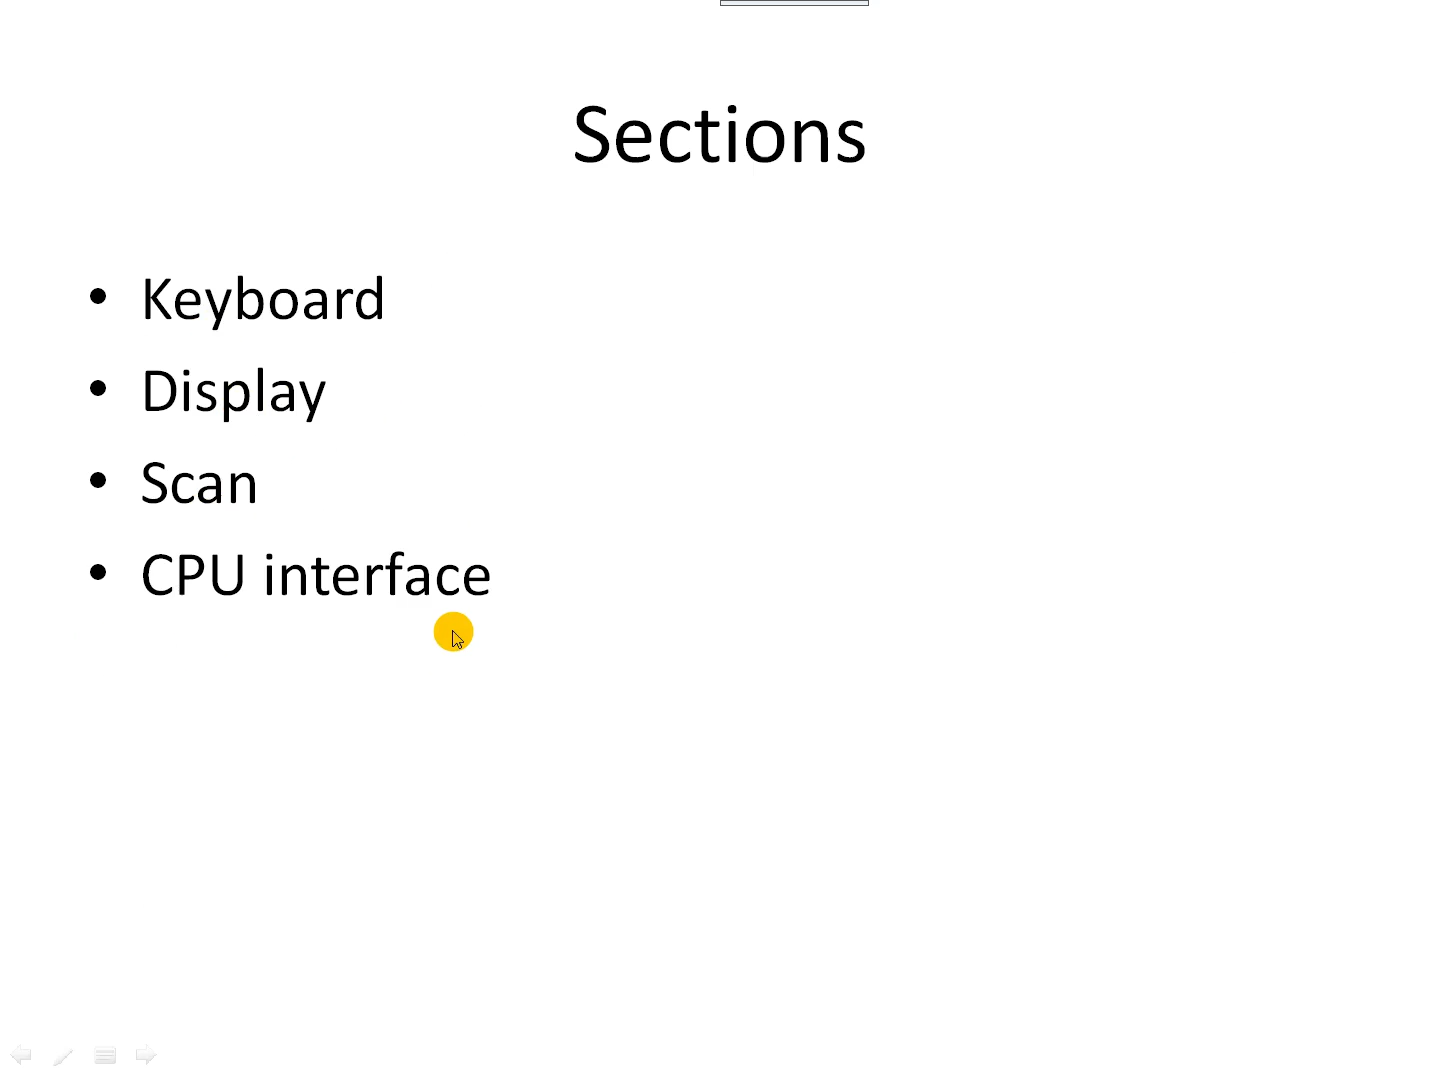 Sections
• Keyboard
• Display
• Scan
• CPU interface